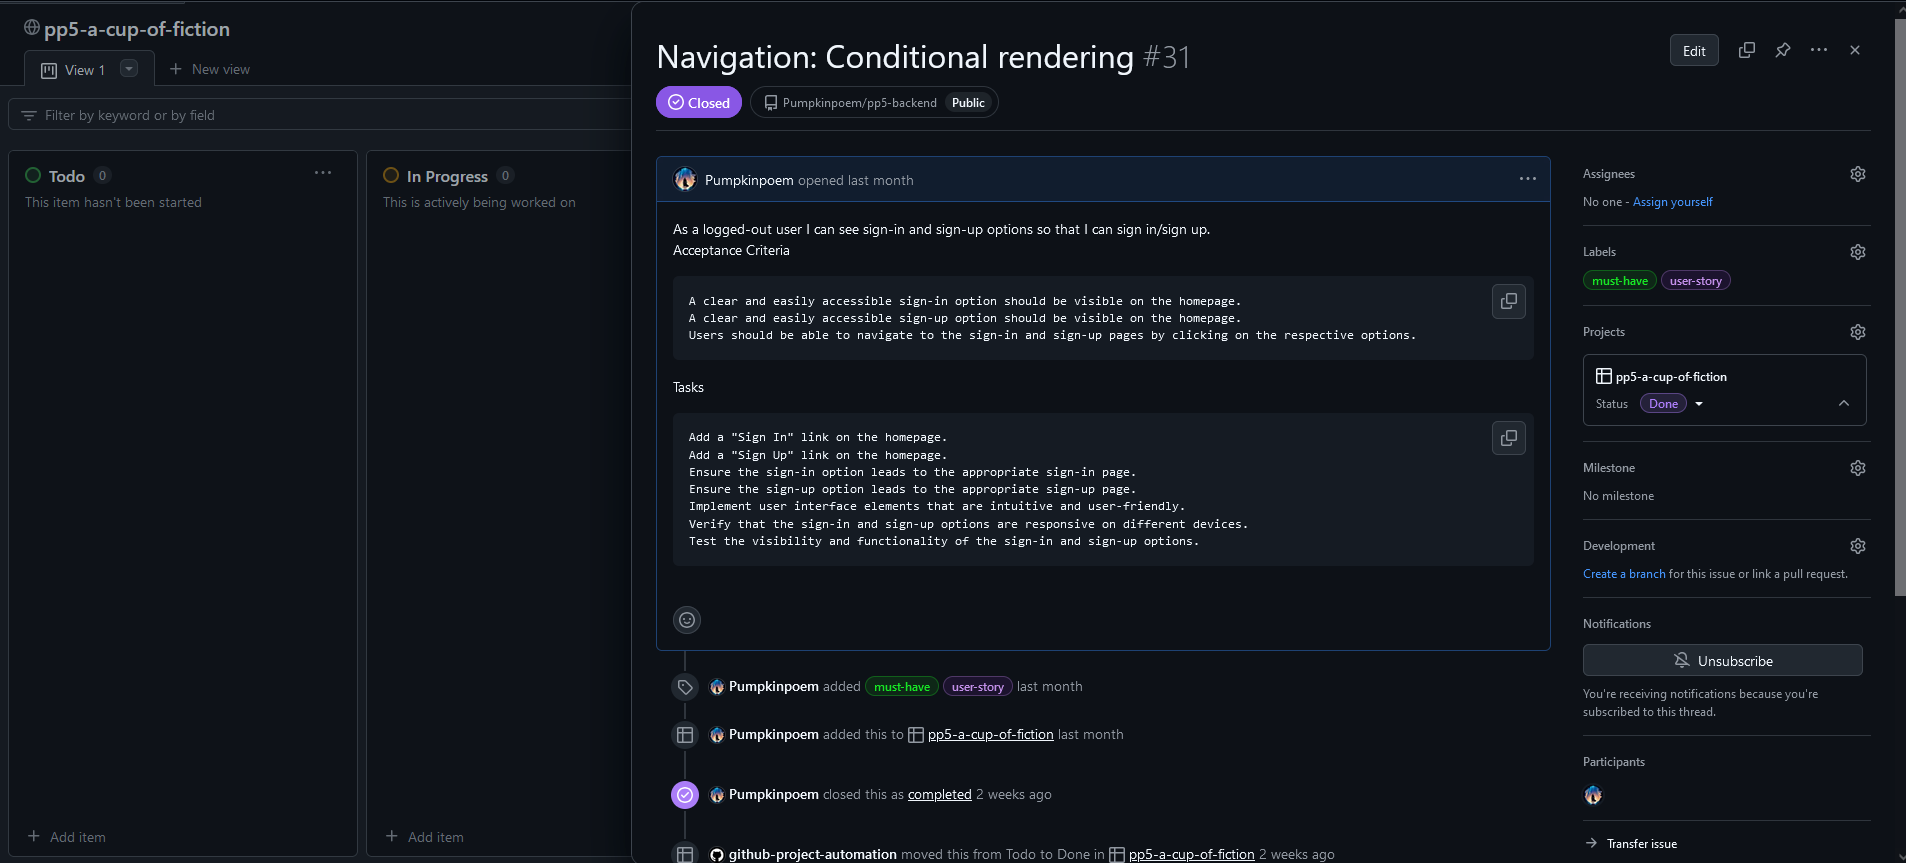 pp5-a-cup-of-fiction
View 1
New view
Filter by keyword or by field
Todo 0
This item hasn't been started
Add item
In Progress 0
This is actively being worked on
Add item
Navigation: Conditional rendering #31
Edit
Closed
Pumpkinpoem/pp5-backend Public
Pumpkinpoem opened last month
As a logged-out user I can see sign-in and sign-up options so that I can sign in/sign up.
Acceptance Criteria
A clear and easily accessible sign-in option should be visible on the homepage.
A clear and easily accessible sign-up option should be visible on the homepage.
Users should be able to navigate to the sign-in and sign-up pages by clicking on the respective options.
Tasks
Add a "Sign In" link on the homepage.
Add a "Sign Up" link on the homepage.
Ensure the sign-in option leads to the appropriate sign-in page.
Ensure the sign-up option leads to the appropriate sign-up page.
Implement user interface elements that are intuitive and user-friendly.
Verify that the sign-in and sign-up options are responsive on different devices.
Test the visibility and functionality of the sign-in and sign-up options.
Pumpkinpoem added must-have user-story last month
Pumpkinpoem added this to pp5-a-cup-of-fiction last month
Pumpkinpoem closed this as completed 2 weeks ago
github-project-automation moved this from Todo to Done in pp5-a-cup-of-fiction 2 weeks ago
Assignees
No one - Assign yourself
Labels
must-have user-story
Projects
pp5-a-cup-of-fiction
Status Done
Milestone
No milestone
Development
Create a branch for this issue or link a pull request.
Notifications
Unsubscribe
You're receiving notifications because you're
subscribed to this thread.
Participants
Transfer issue